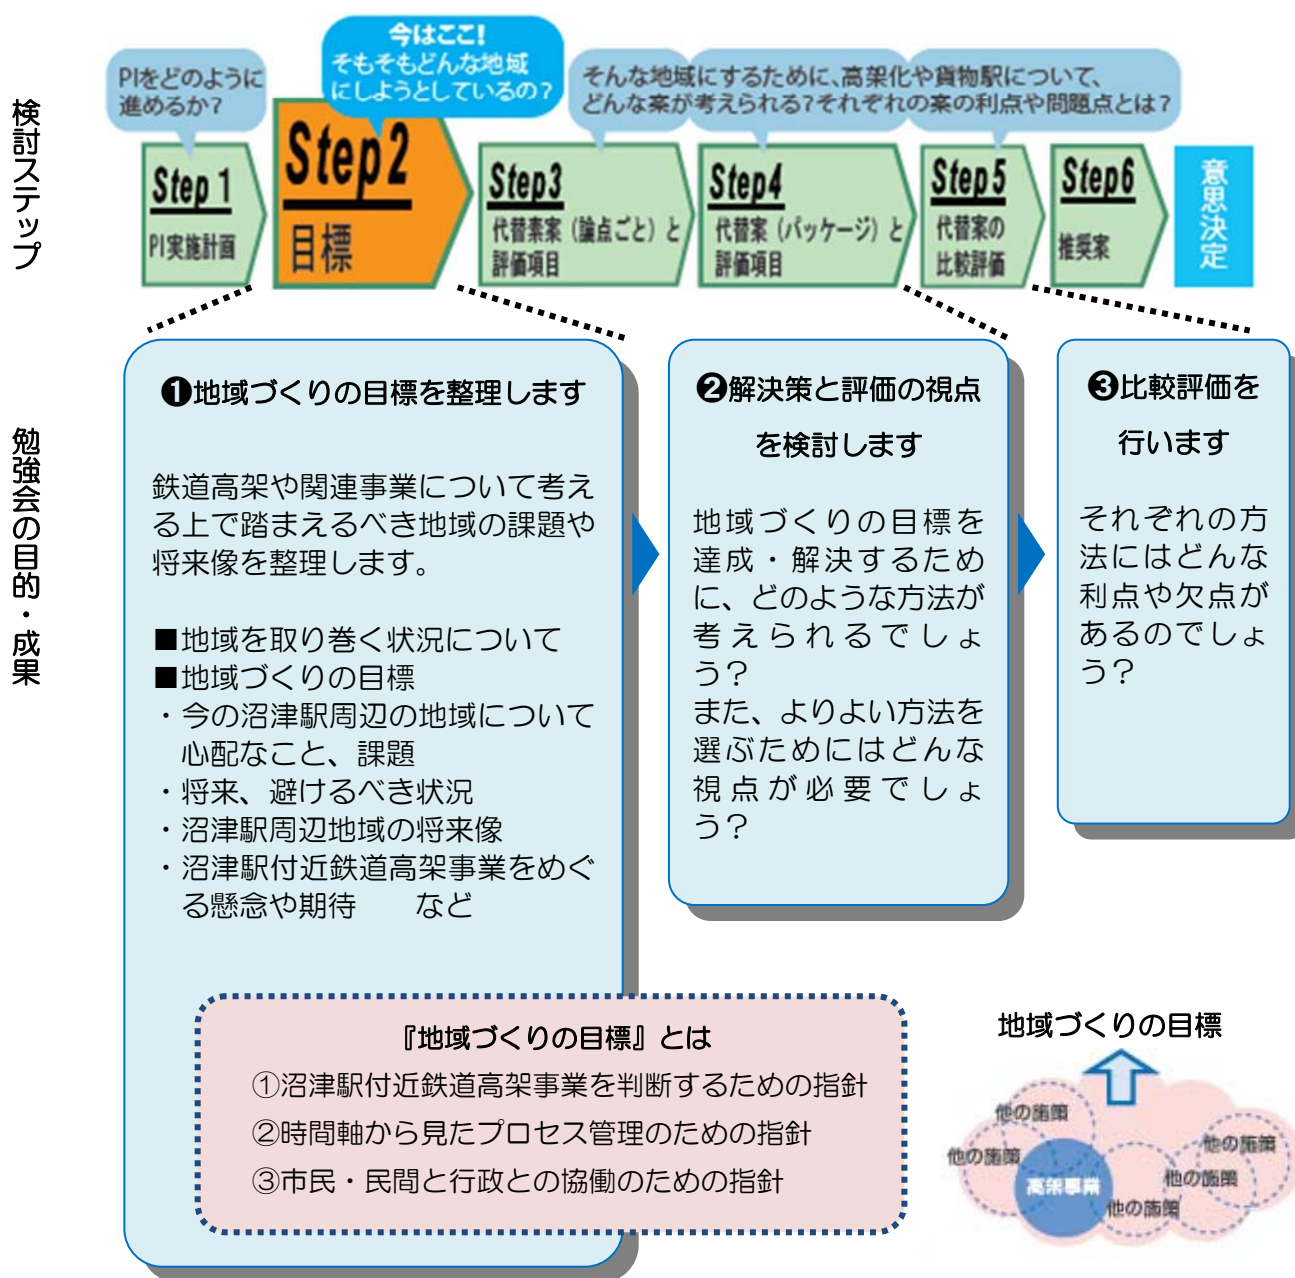 検討ステップ
PIをどのように
進めるか？
今はここ！
そもそもどんな地域
にしようとしているの？
そんな地域にするために、高架化や貨物駅について、
どんな案が考えられる？それぞれの案の利点や問題点とは？
Step 1
PI実施計画
Step2
目標
Step3
代替素案（論点ごと）と
評価項目
Step4
代替案（パッケージ）と
評価項目
Step5
代替案の
比較評価
Step6
推奨案
意思決定
勉強会の目的・成果
❶地域づくりの目標を整理します
鉄道高架や関連事業について考え
る上で踏まえるべき地域の課題や
将来像を整理します。
■地域を取り巻く状況について
■地域づくりの目標
・今の沼津駅周辺の地域について
心配なこと、課題
・将来、避けるべき状況
・沼津駅周辺地域の将来像
・沼津駅付近鉄道高架事業をめぐ
る懸念や期待　　など
❷解決策と評価の視点
を検討します
地域づくりの目標を
達成・解決するため
に、どのような方法が
考えられるでしょ
う？
また、よりよい方法を
選ぶためにはどんな
視点が必要でしょ
う？
❸比較評価を
行います
それぞれの方
法にはどんな
利点や欠点が
あるのでしょ
う？
『地域づくりの目標』とは
①沼津駅付近鉄道高架事業を判断するための指針
②時間軸から見たプロセス管理のための指針
③市民・民間と行政との協働のための指針
地域づくりの目標
他の施策
他の施策
他の施策
他の施策
他の施策
高架事業